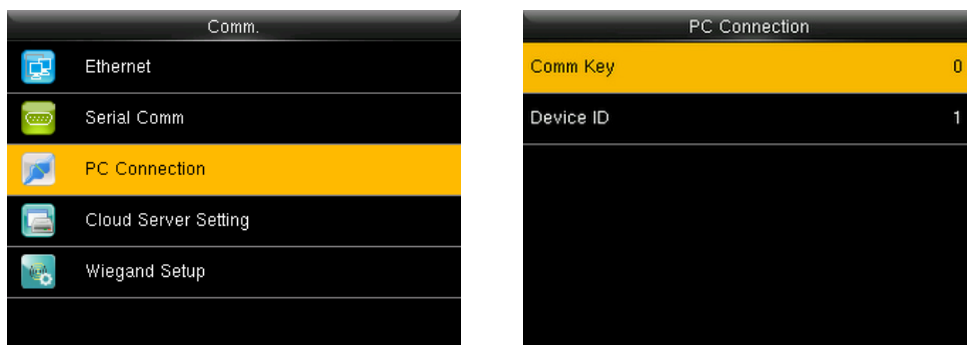 Comm.
Ethernet
Serial Comm
PC Connection
Cloud Server Setting
Wiegand Setup
PC Connection
Comm Key 0
Device ID 1